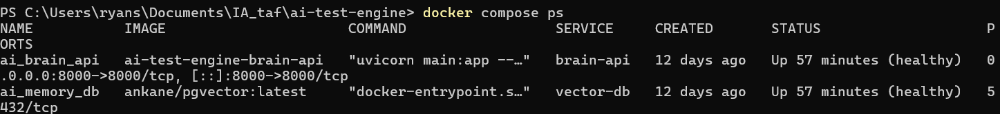 PS C:\Users\ryans\Documents\IA_taf\ai-test-engine> docker compose ps
NAME            IMAGE                      COMMAND                  SERVICE     CREATED       STATUS                    P
ORTS
ai_brain_api    ai-test-engine-brain-api   "uvicorn main:app --…"   brain-api   12 days ago   Up 57 minutes (healthy)   0
.0.0.0:8000->8000/tcp, [::]:8000->8000/tcp
ai_memory_db    ankane/pgvector:latest     "docker-entrypoint.s…"   vector-db   12 days ago   Up 57 minutes (healthy)   5
432/tcp